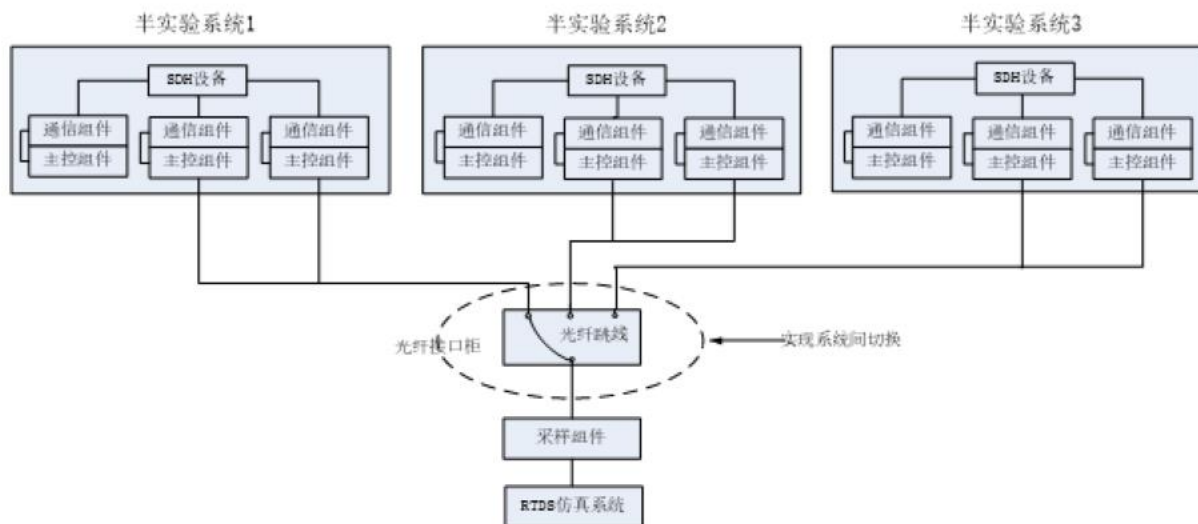 半实验系统1
半实验系统2
半实验系统3
SDH设备
SDH设备
SDH设备
通信组件
通信组件
通信组件
通信组件
通信组件
通信组件
通信组件
通信组件
通信组件
主控组件
主控组件
主控组件
主控组件
主控组件
主控组件
主控组件
主控组件
主控组件
光纤接口柜
光纤跳线
实现系统间切换
采样组件
RTDS仿真系统